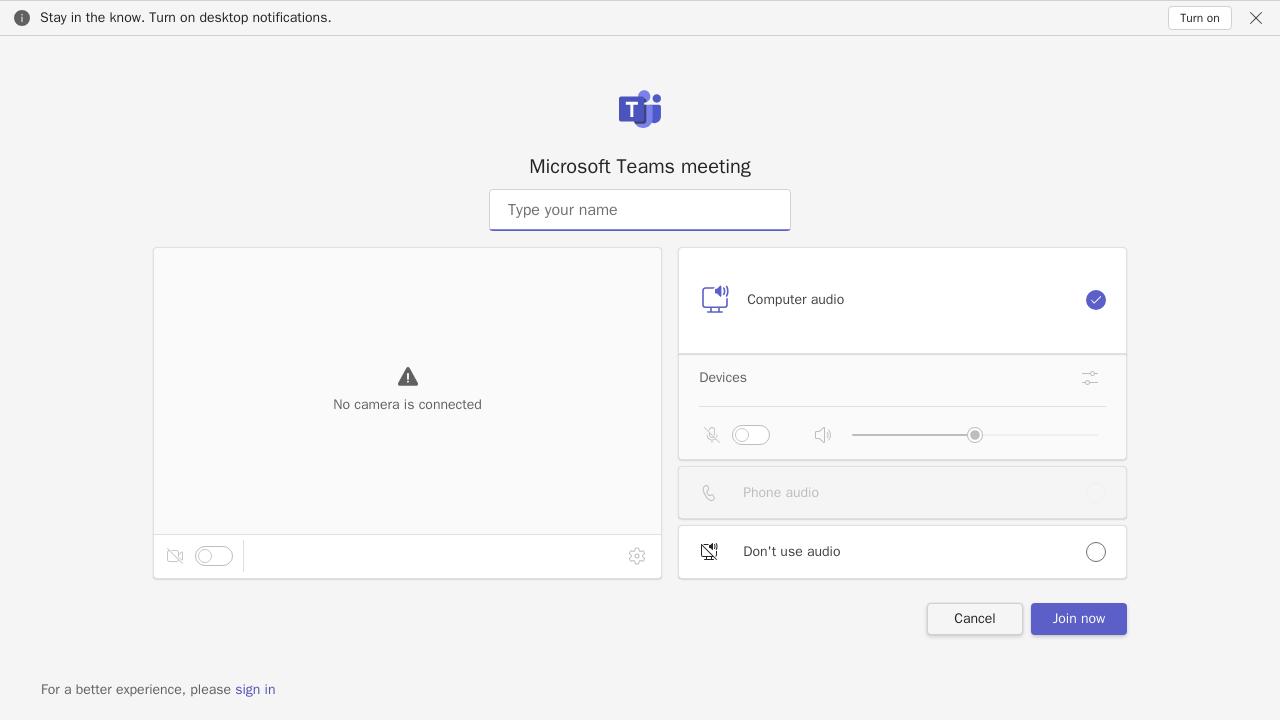 Stay in the know. Turn on desktop notifications.
Turn on
T
Microsoft Teams meeting
Type your name
No camera is connected
Computer audio
Devices
Phone audio
Don't use audio
Cancel
Join now
For a better experience, please sign in